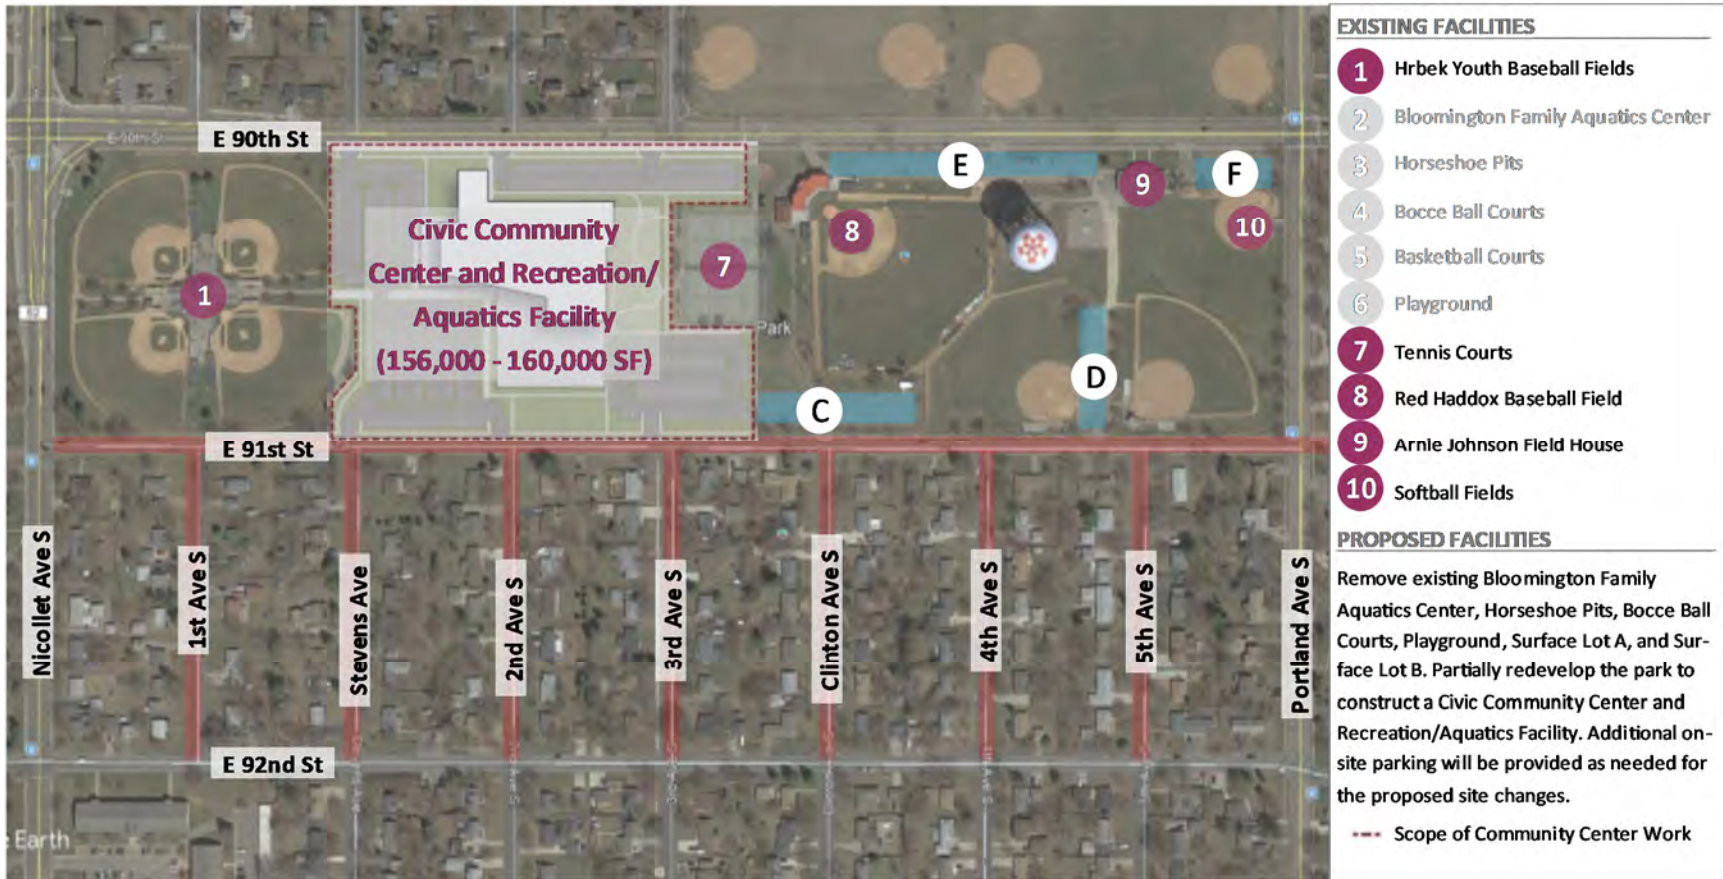 E 90th St
E 90th St
1
Civic Community
Center and Recreation/
Aquatics Facility
(156,000 - 160,000 SF)
7
Park
8
E
9
F
10
C
D
E 91st St
Nicollet Ave S
1st Ave S
Stevens Ave
2nd Ave S
3rd Ave S
Clinton Ave S
4th Ave S
5th Ave S
Portland Ave S
E 92nd St
Earth
EXISTING FACILITIES
1 Hrbek Youth Baseball Fields
2 Bloomington Family Aquatics Center
3 Horseshoe Pits
4 Bocce Ball Courts
5 Basketball Courts
6 Playground
7 Tennis Courts
8 Red Haddox Baseball Field
9 Arnie Johnson Field House
10 Softball Fields
PROPOSED FACILITIES
Remove existing Bloomington Family
Aquatics Center, Horseshoe Pits, Bocce Ball
Courts, Playground, Surface Lot A, and Sur-
face Lot B. Partially redevelop the park to
construct a Civic Community Center and
Recreation/Aquatics Facility. Additional on-
site parking will be provided as needed for
the proposed site changes.
Scope of Community Center Work